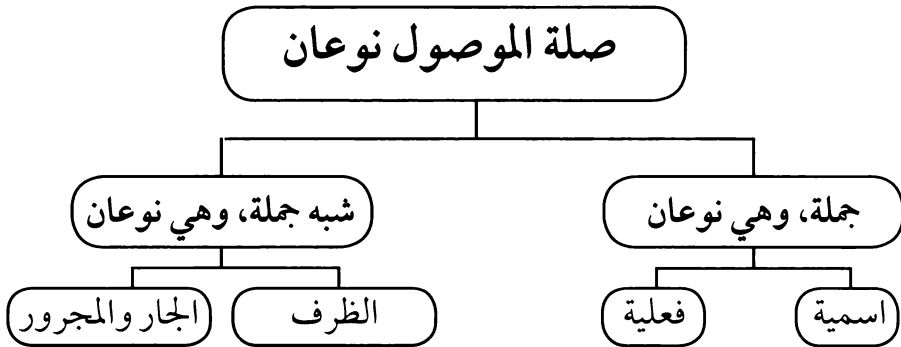 صلة الموصول نوعان
جملة، وهي نوعان
شبه جملة، وهي نوعان
اسمية
فعلية
الظرف
الجار والمجرور